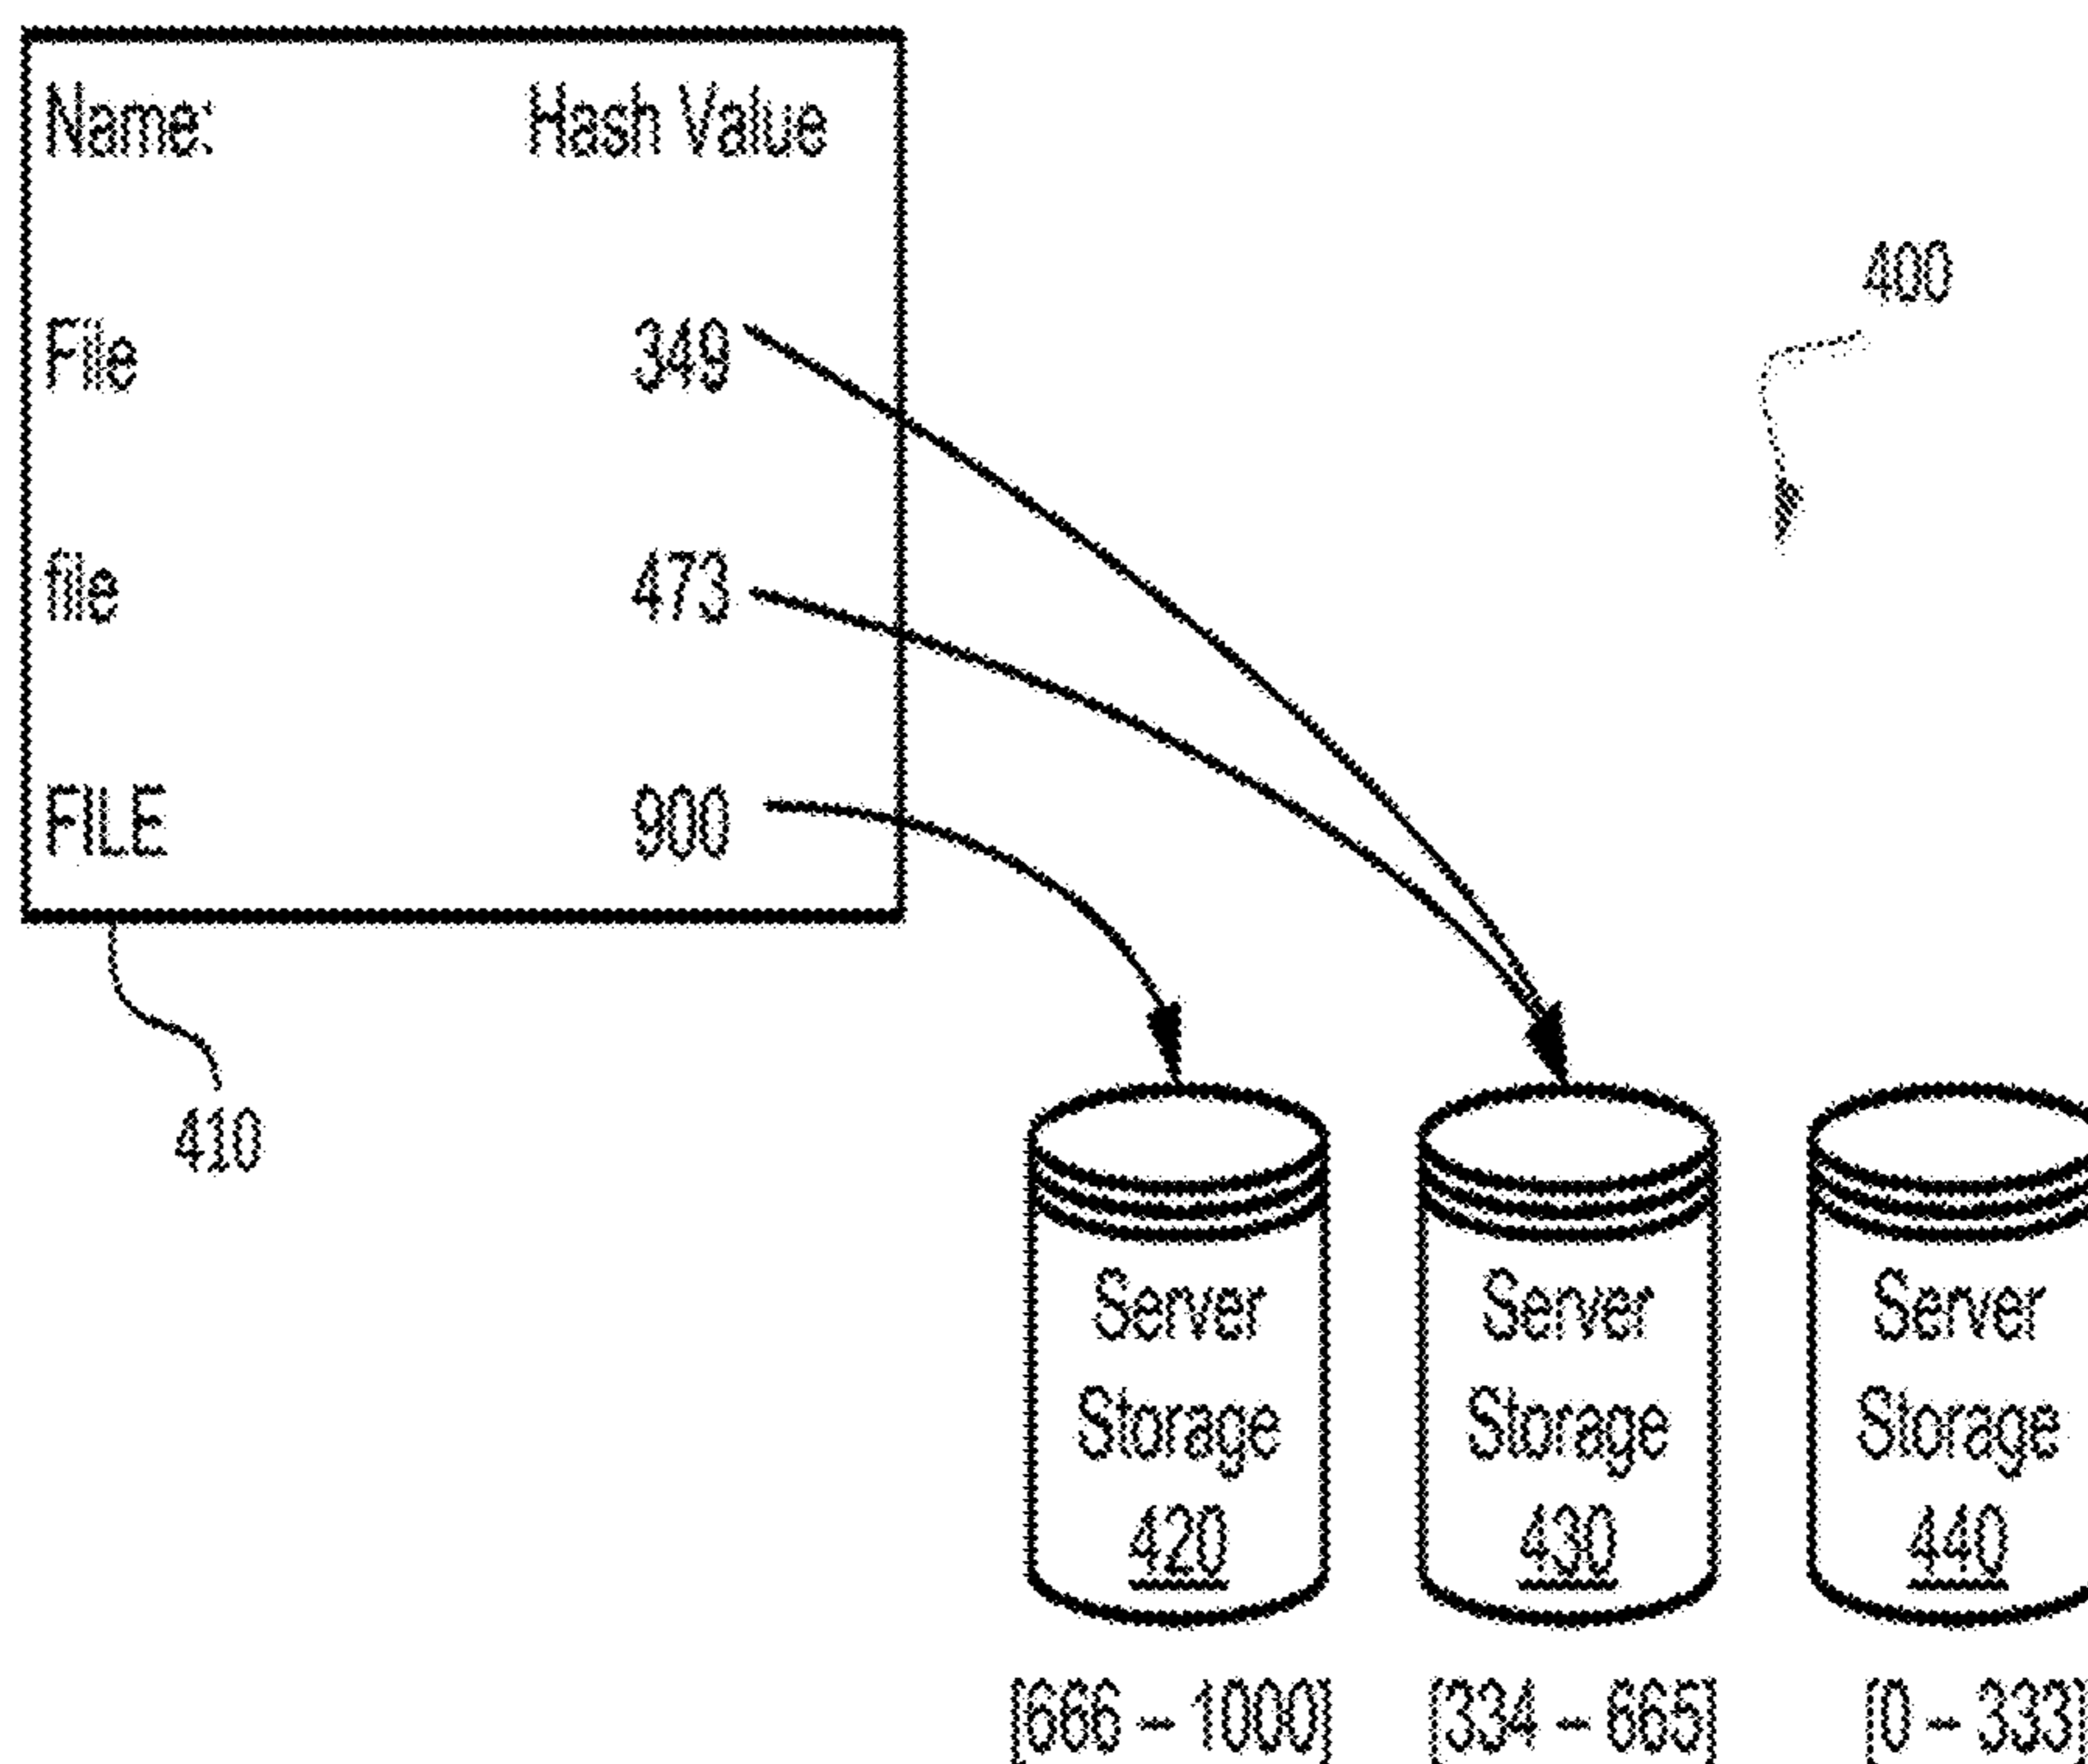 Name: Hash Value
400
File 349
file 473
FILE 900
410
Server Storage 420
Server Storage 430
Server Storage 440
[666 – 1000] [334 – 665] [0 – 333]